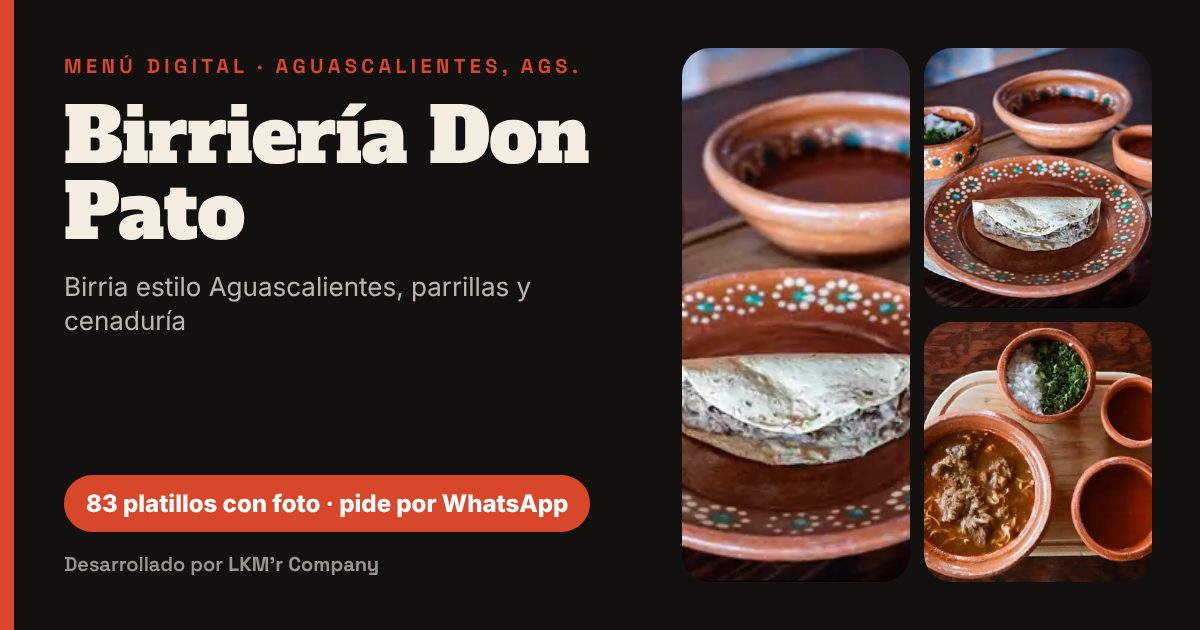 MENÚ DIGITAL · AGUASCALIENTES, AGS.
Birriería Don
Pato
Birria estilo Aguascalientes, parrillas y
cenaduría
83 platillos con foto · pide por WhatsApp
Desarrollado por LKM’r Company